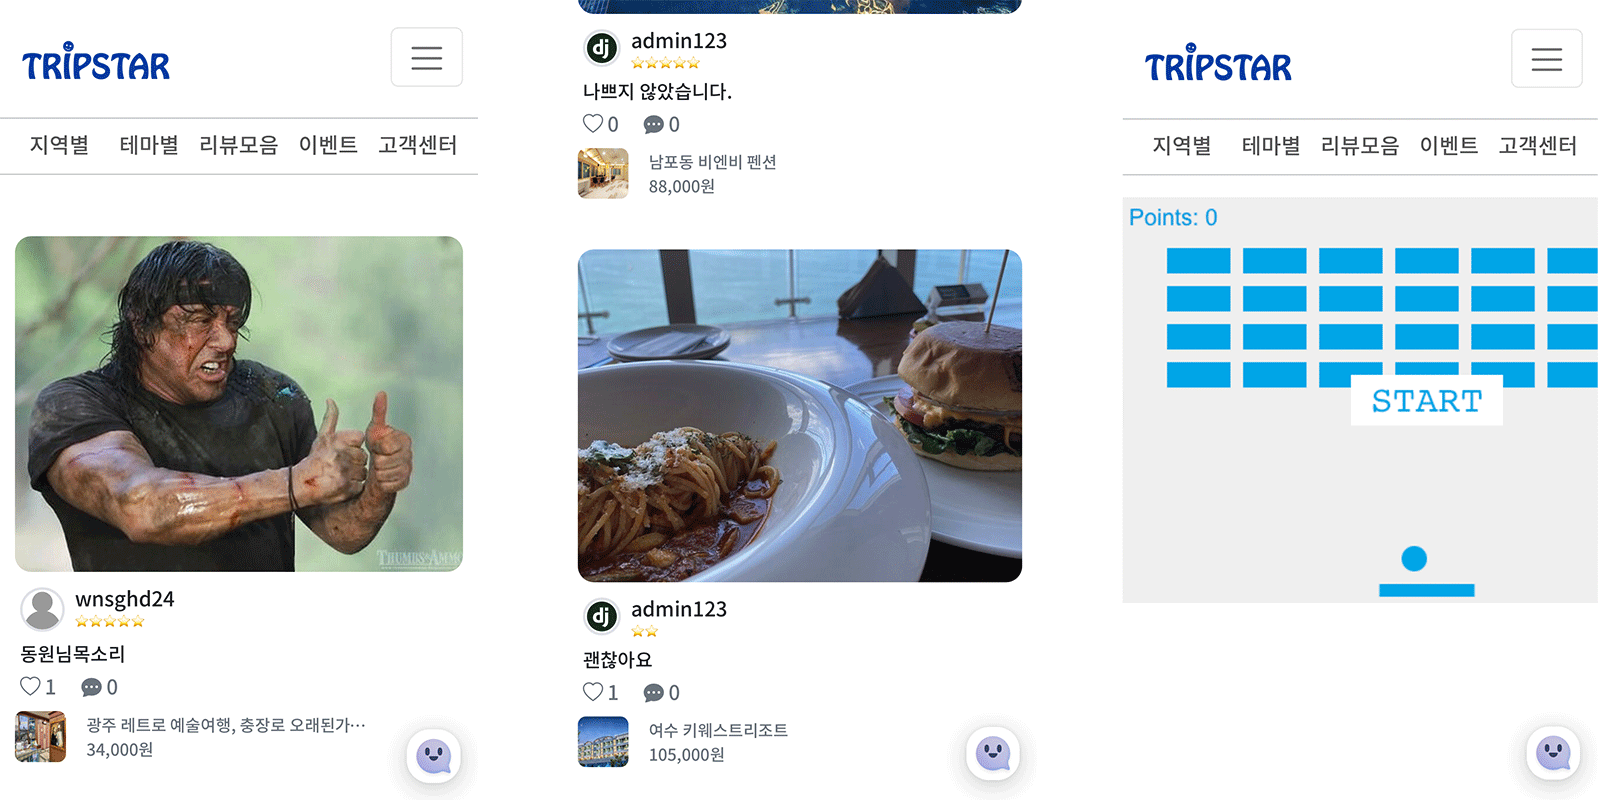 TRIPSTAR
지역별 테마별 리뷰모음 이벤트 고객센터
THUMBS&AMMO
wnsghd24
동원님목소리
1 0
광주 레트로 예술여행, 충장로 오래된가…
34,000원
dj
admin123
나쁘지 않았습니다.
0 0
남포동 비엔비 펜션
88,000원
dj
admin123
괜찮아요
1 0
여수 키웨스트리조트
105,000원
TRIPSTAR
지역별 테마별 리뷰모음 이벤트 고객센터
Points: 0
START